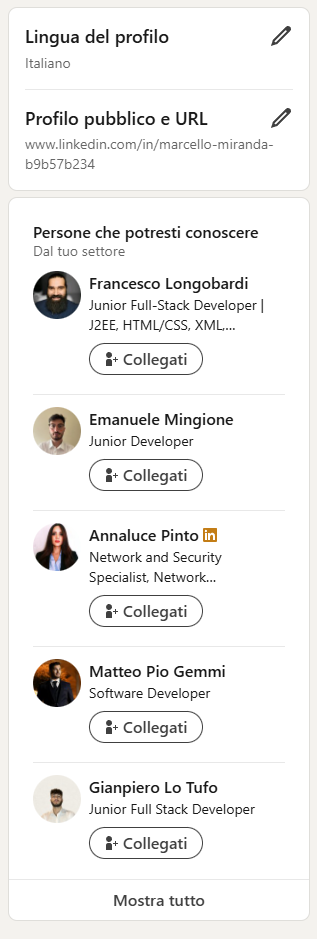 Lingua del profilo
Italiano
Profilo pubblico e URL
www.linkedin.com/in/marcello-miranda-
b9b57b234
Persone che potresti conoscere
Dal tuo settore
Francesco Longobardi
Junior Full-Stack Developer |
J2EE, HTML/CSS, XML,...
Collegati
Emanuele Mingione
Junior Developer
Collegati
Annaluce Pinto in
Network and Security
Specialist, Network...
Collegati
Matteo Pio Gemmi
Software Developer
Collegati
Gianpiero Lo Tufo
Junior Full Stack Developer
Collegati
Mostra tutto